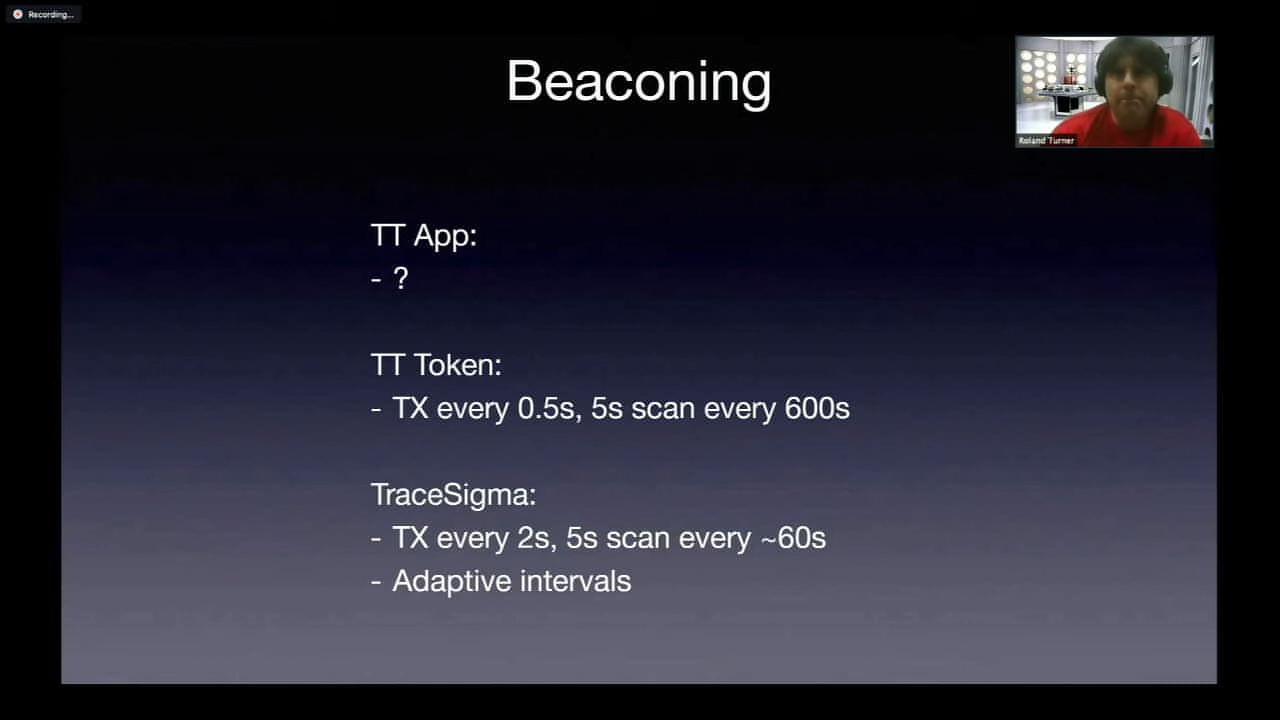 Recording...
Beaconing
Roland Turner
TT App:
- ?
TT Token:
- TX every 0.5s, 5s scan every 600s
TraceSigma:
- TX every 2s, 5s scan every ~60s
- Adaptive intervals